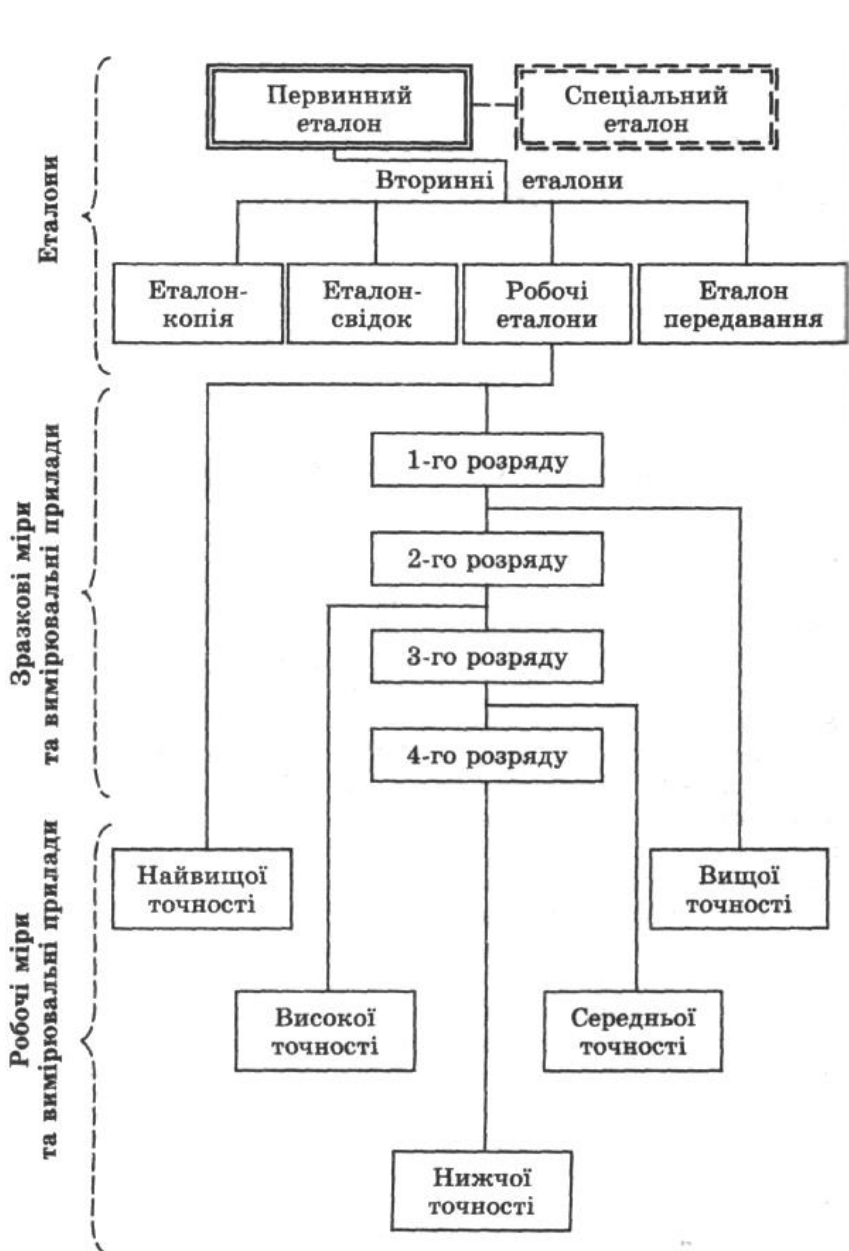 Первинний
еталон
Спеціальний
еталон
Вторинні еталони
Еталони
Еталон-
копія
Еталон-
свідок
Робочі
еталони
Еталон
передавання
Зразкові міри
та вимірювальні прилади
1-го розряду
2-го розряду
3-го розряду
4-го розряду
Робочі міри
та вимірювальні прилади
Найвищої
точності
Вищої
точності
Високої
точності
Середньої
точності
Нижчої
точності